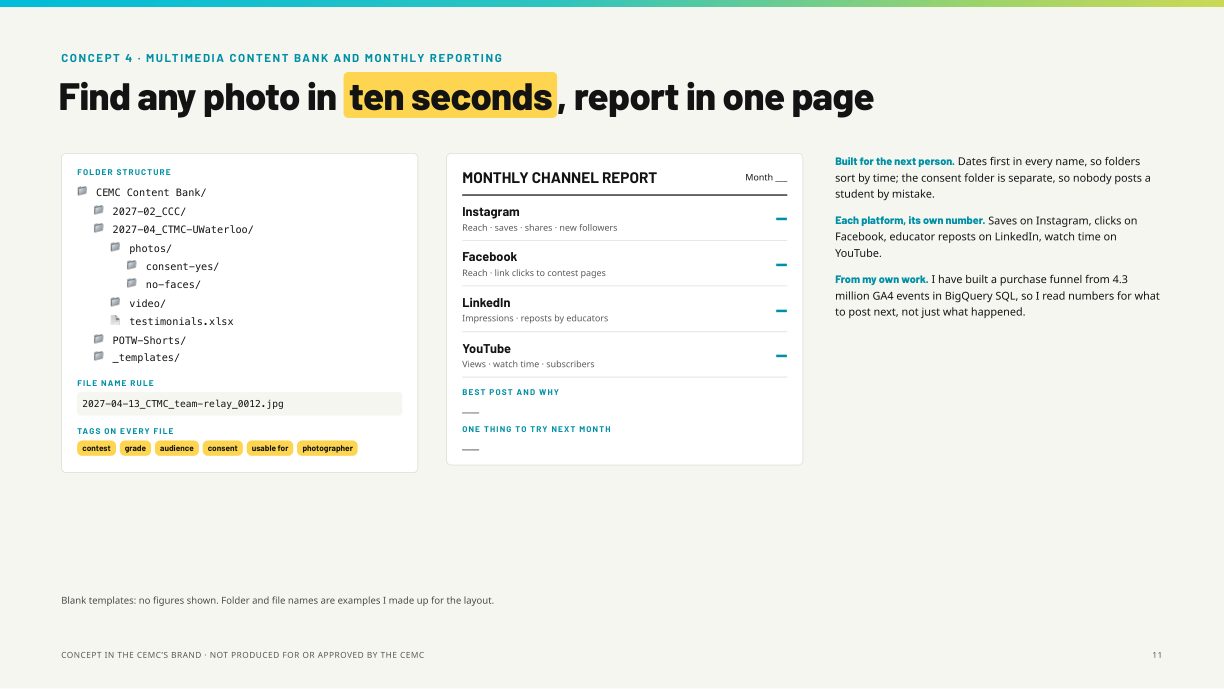 CONCEPT 4 · MULTIMEDIA CONTENT BANK AND MONTHLY REPORTING
Find any photo in ten seconds, report in one page
FOLDER STRUCTURE
CEMC Content Bank/
2027-02_CCC/
2027-04_CTMC-UWaterloo/
photos/
consent-yes/
no-faces/
video/
testimonials.xlsx
POTW-Shorts/
_templates/
FILE NAME RULE
2027-04-13_CTMC_team-relay_0012.jpg
TAGS ON EVERY FILE
contest grade audience consent usable for photographer
MONTHLY CHANNEL REPORT Month ___
Instagram
Reach · saves · shares · new followers
Facebook
Reach · link clicks to contest pages
LinkedIn
Impressions · reposts by educators
YouTube
Views · watch time · subscribers
BEST POST AND WHY
___
ONE THING TO TRY NEXT MONTH
___
Built for the next person. Dates first in every name, so folders
sort by time; the consent folder is separate, so nobody posts a
student by mistake.
Each platform, its own number. Saves on Instagram, clicks on
Facebook, educator reposts on LinkedIn, watch time on
YouTube.
From my own work. I have built a purchase funnel from 4.3
million GA4 events in BigQuery SQL, so I read numbers for what
to post next, not just what happened.
Blank templates: no figures shown. Folder and file names are examples I made up for the layout.
CONCEPT IN THE CEMC'S BRAND · NOT PRODUCED FOR OR APPROVED BY THE CEMC
11